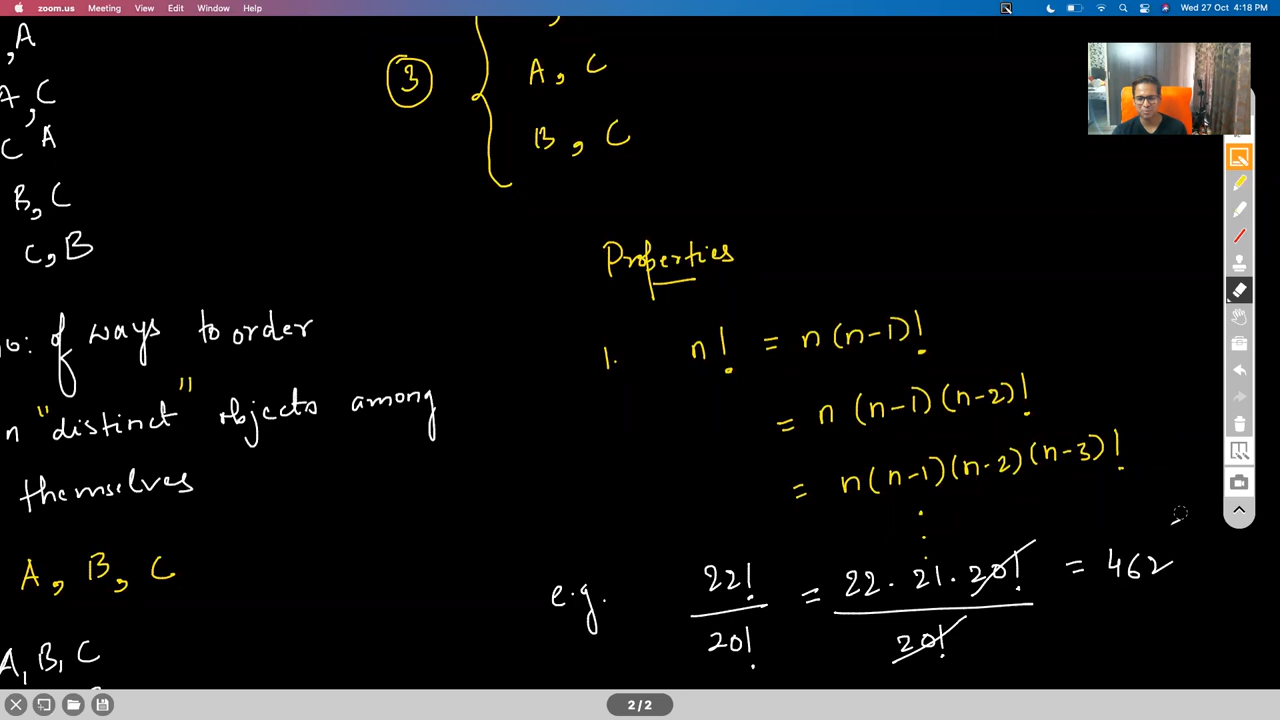 zoom.us Meeting View Edit Window Help
Wed 27 Oct 4:18 PM
, A
A, C
C A
B, C
C, B
no: of ways to order
n "distinct" objects among
themselves
A, B, C
A, B, C
3
A, C
B, C
Properties
1. n! = n(n-1)!
= n (n-1)(n-2)!
= n(n-1)(n-2)(n-3)!
e.g. 22!/20! = 22. 21. 20!/20! = 462
2/2